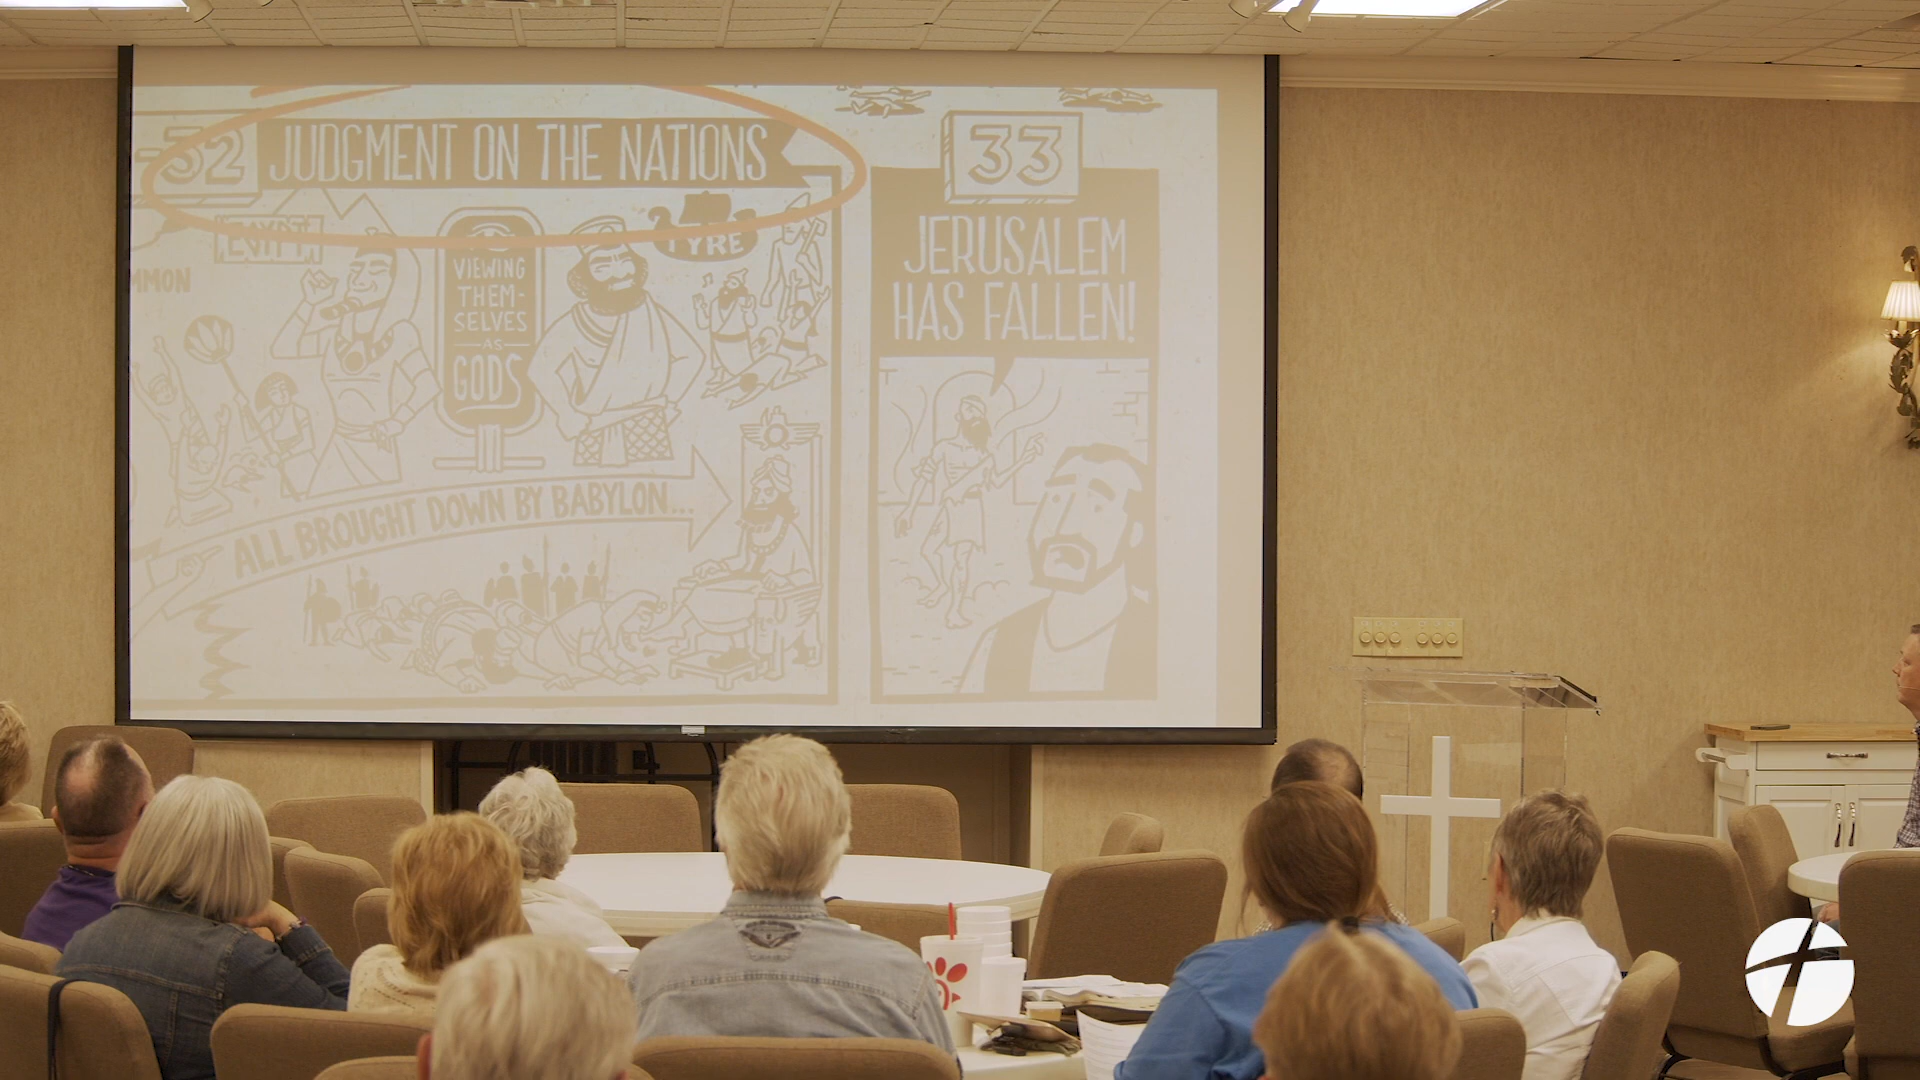 32 JUDGMENT ON THE NATIONS
EGYPT
VIEWING
THEM-
SELVES
AS
GODS
TYRE
MMON
ALL BROUGHT DOWN BY BABYLON...
33
JERUSALEM
HAS FALLEN!